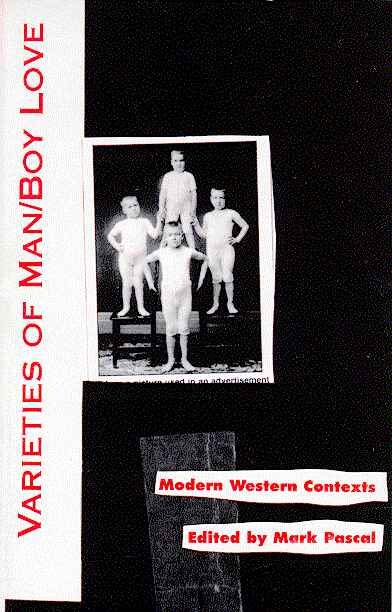 VARIETIES OF MAN/BOY LOVE
picture used in an advertisement
Modern Western Contexts
Edited by Mark Pascal